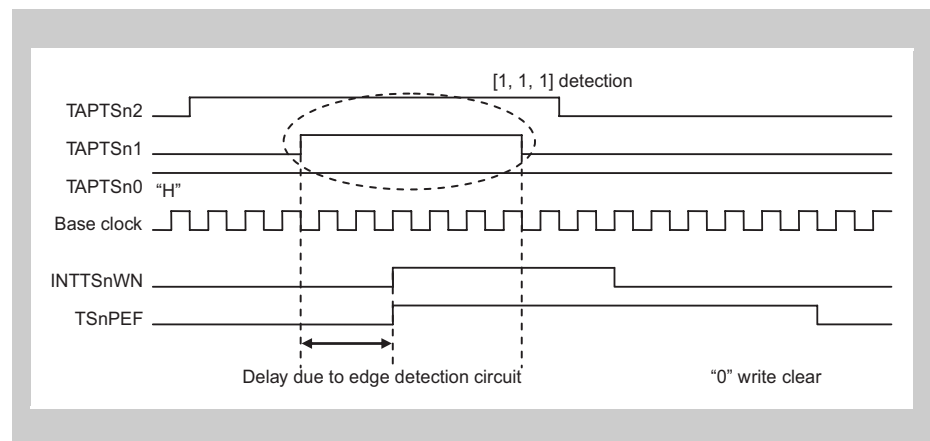 [1, 1, 1] detection
TAPTSn2
TAPTSn1
TAPTSn0 “H”
Base clock
INTTSnWN
TSnPEF
Delay due to edge detection circuit
“0” write clear